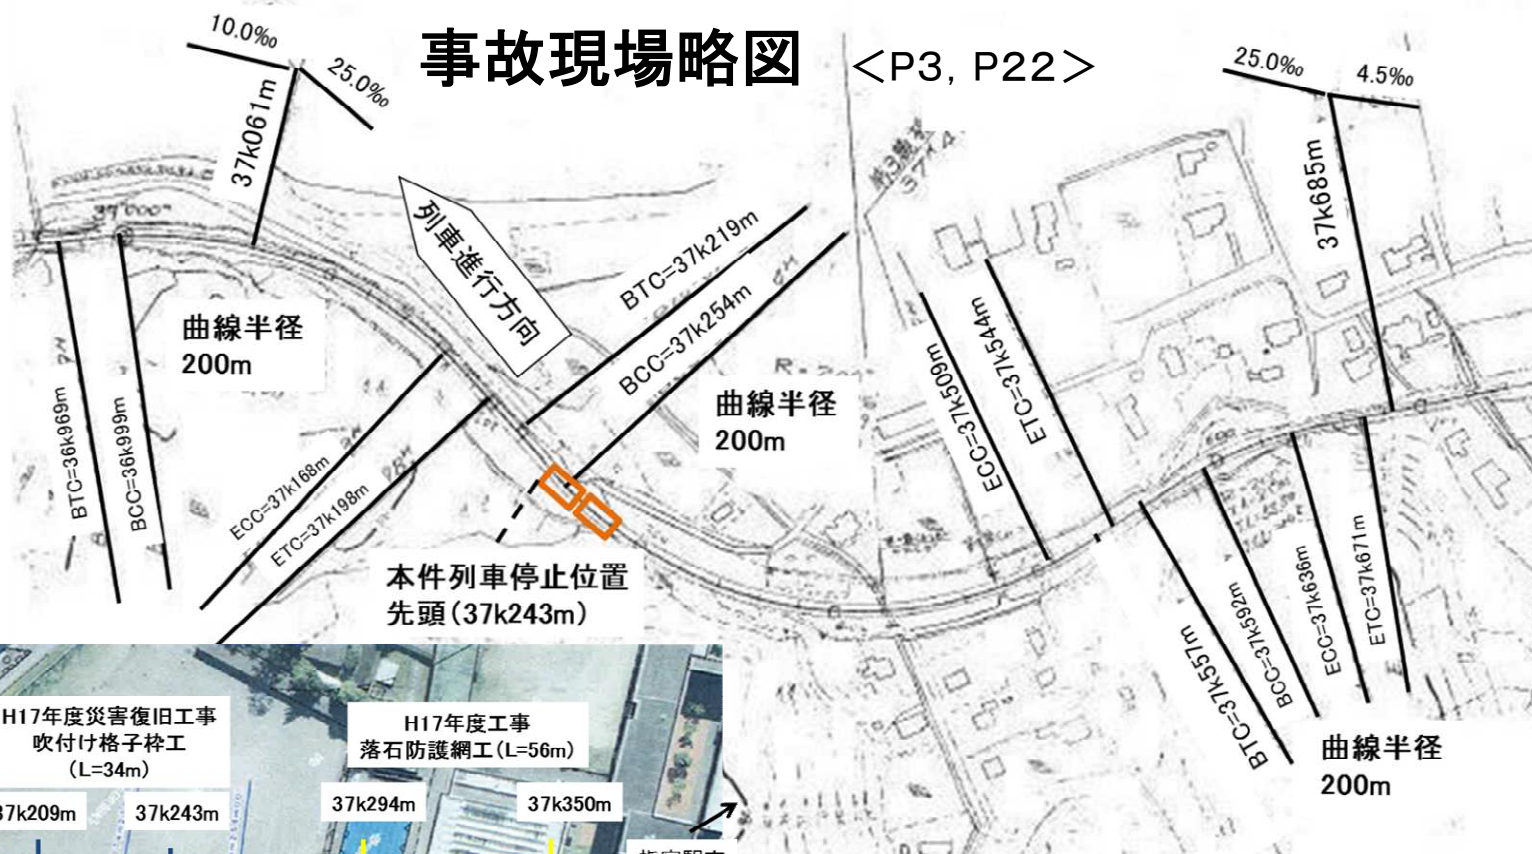 事故現場略図 <P3, P22>
10.0‰
25.0‰
37k061m
25.0‰
4.5‰
37k685m
37k000m
列車進行方向
BTC=37k219m
BCC=37k254m
曲線半径
200m
BTC=36k969m
BCC=36k999m
ECC=37k168m
ETC=37k198m
曲線半径
200m
ECC=37k509m
ETC=37k544m
本件列車停止位置
先頭(37k243m)
BTC=37k557m
BCC=37k592m
ECC=37k636m
ETC=37k671m
曲線半径
200m
H17年度災害復旧工事
吹付け格子枠工
(L=34m)
37k209m
37k243m
H17年度工事
落石防護網工(L=56m)
37k294m
37k350m